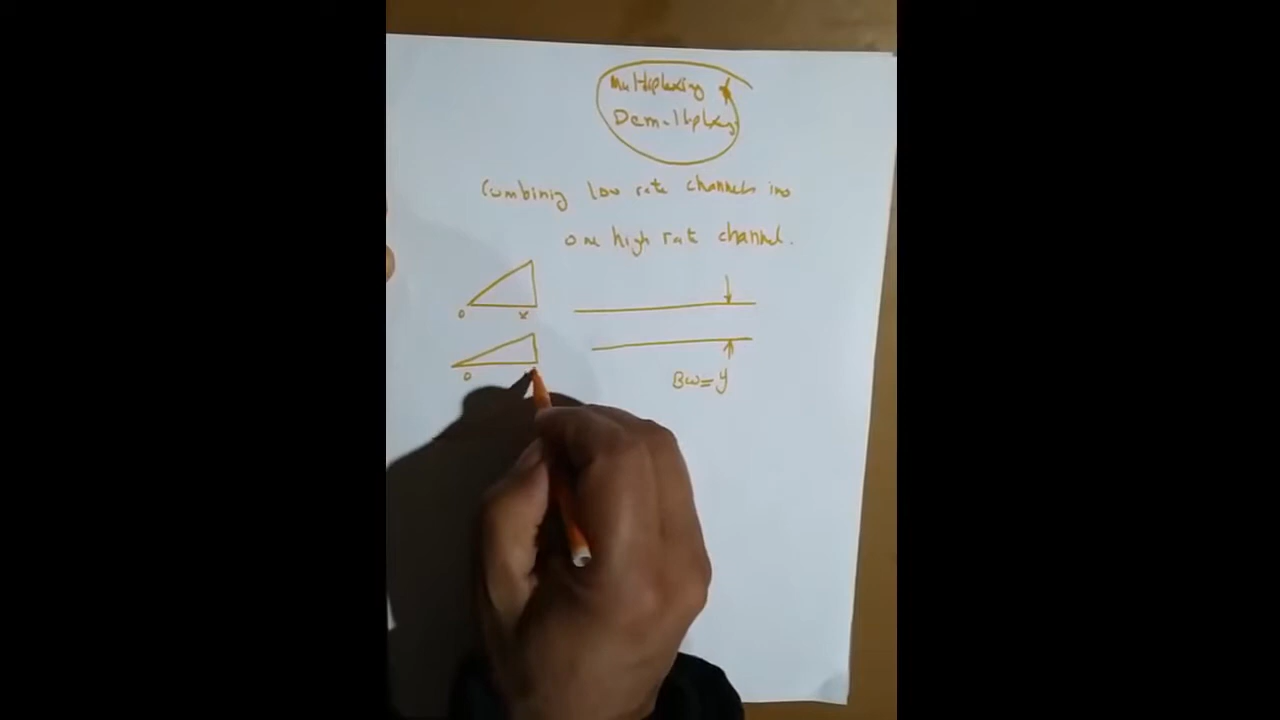 Multiplexing &
Demultiplexing
Combining low rate channels into
one high rate channel.
0 x
0
BW = y